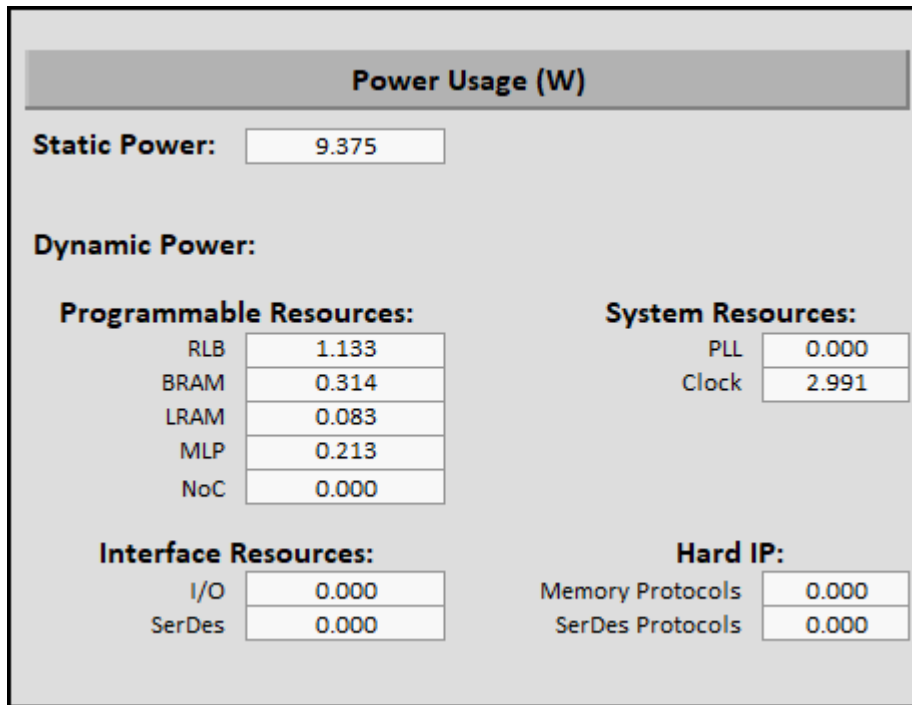 Power Usage (W)
Static Power: 9.375
Dynamic Power:
Programmable Resources:
RLB 1.133
BRAM 0.314
LRAM 0.083
MLP 0.213
NoC 0.000
System Resources:
PLL 0.000
Clock 2.991
Interface Resources:
I/O 0.000
SerDes 0.000
Hard IP:
Memory Protocols 0.000
SerDes Protocols 0.000